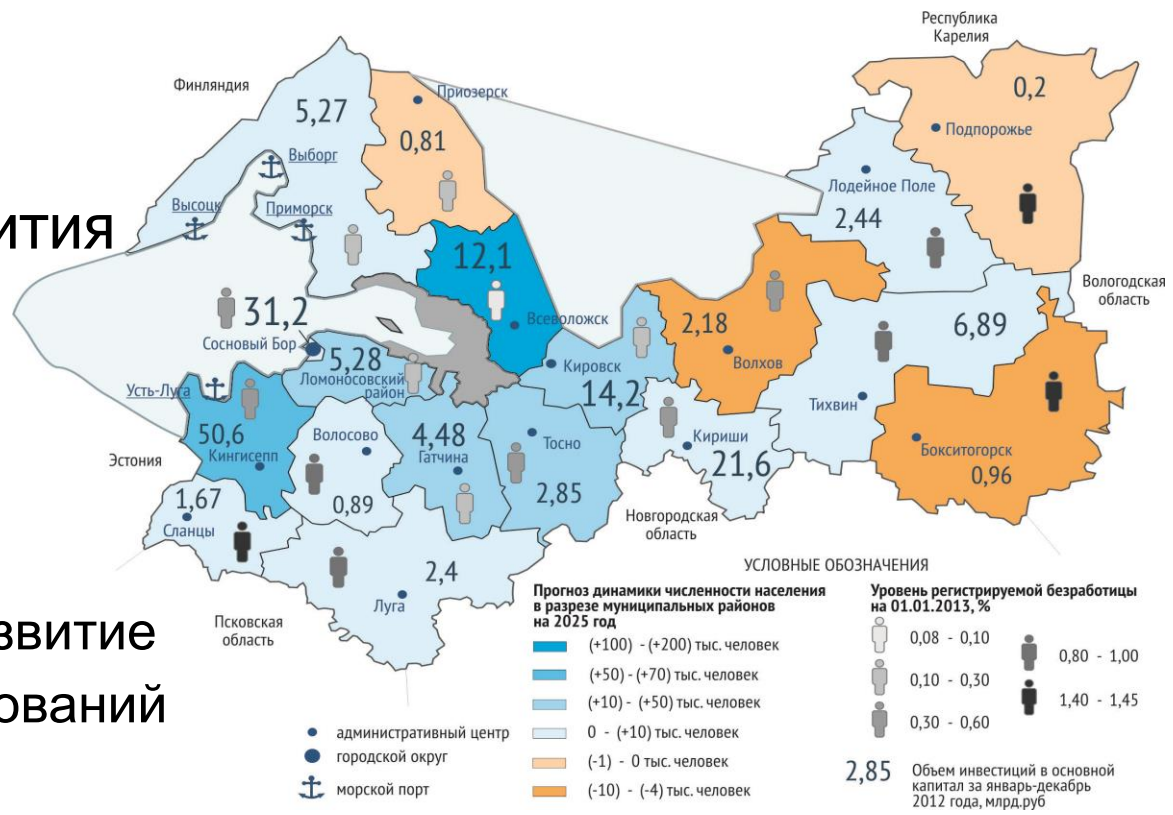 Республика
Карелия
Финляндия
5,27
Приозерск
0,2
0,81
Подпорожье
Выборг
Лодейное Поле
Высоцк
Приморск
2,44
ития
12,1
Вологодская
область
31,2
Всеволожск
2,18
6,89
Сосновый Бор
5,28
Кировск
Волхов
Ломоносовский
район
14,2
Усть-Луга
Тихвин
50,6
Волосово
4,48
Тосно
Кириши
Бокситогорск
Кингисепп
Гатчина
21,6
0,96
Эстония
1,67
0,89
2,85
Сланцы
Новгородская
область
2,4
Луга
Псковская
область
звитие
ований
УСЛОВНЫЕ ОБОЗНАЧЕНИЯ
административный центр
городской округ
морской порт
Прогноз динамики численности населения
в разрезе муниципальных районов
на 2025 год
(+100) - (+200) тыс. человек
(+50) - (+70) тыс. человек
(+10) - (+50) тыс. человек
0 - (+10) тыс. человек
(-1) - 0 тыс. человек
(-10) - (-4) тыс. человек
Уровень регистрируемой безработицы
на 01.01.2013, %
0,08 - 0,10
0,10 - 0,30
0,30 - 0,60
0,80 - 1,00
1,40 - 1,45
2,85 Объем инвестиций в основной
капитал за январь-декабрь
2012 года, млрд.руб